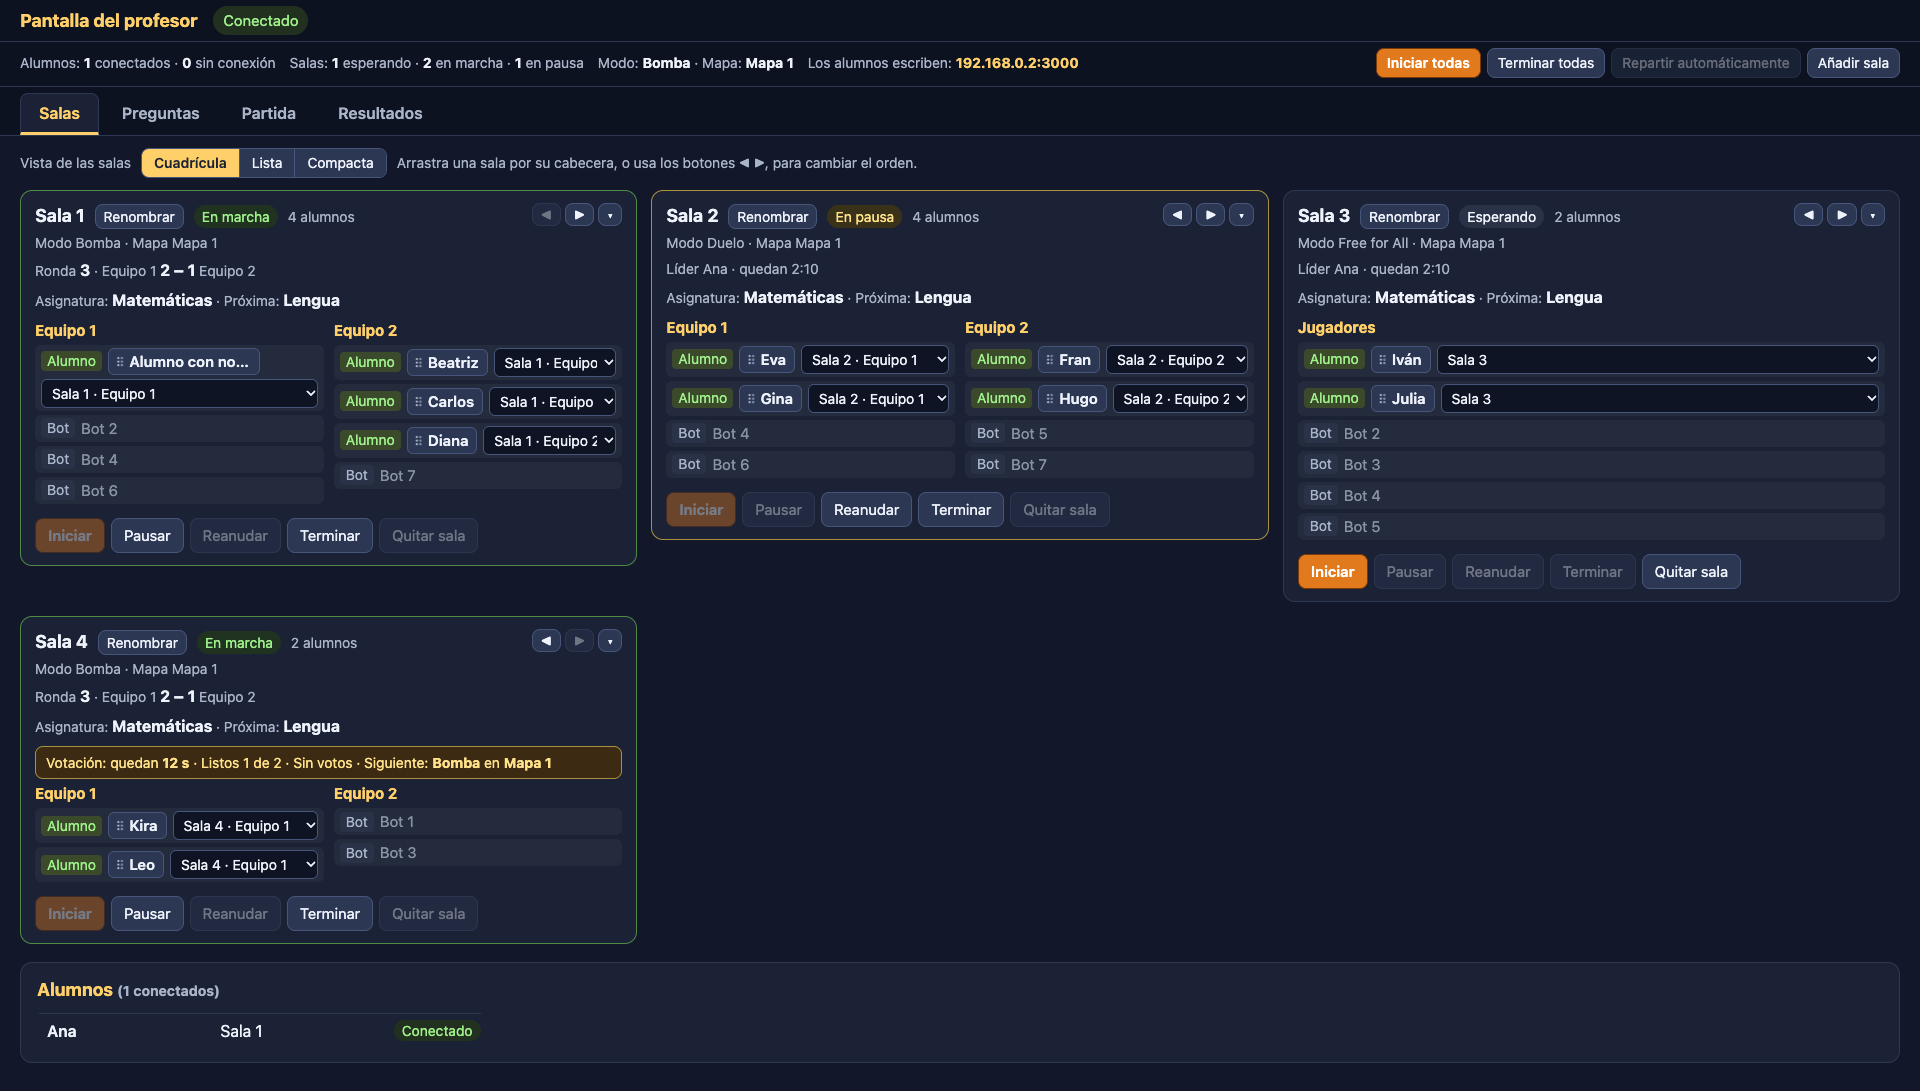 Pantalla del profesor Conectado
Alumnos: 1 conectados · 0 sin conexión Salas: 1 esperando · 2 en marcha · 1 en pausa Modo: Bomba · Mapa: Mapa 1 Los alumnos escriben: 192.168.0.2:3000 Iniciar todas Terminar todas Repartir automáticamente Añadir sala
Salas Preguntas Partida Resultados
Vista de las salas Cuadrícula Lista Compacta Arrastra una sala por su cabecera, o usa los botones ◀ ▶, para cambiar el orden.
Sala 1 Renombrar En marcha 4 alumnos ◀ ▶ ▾
Modo Bomba · Mapa Mapa 1
Ronda 3 · Equipo 1 2 – 1 Equipo 2
Asignatura: Matemáticas · Próxima: Lengua
Equipo 1
Alumno ⠿ Alumno con no...
Sala 1 · Equipo 1
Bot Bot 2
Bot Bot 4
Bot Bot 6
Equipo 2
Alumno ⠿ Beatriz Sala 1 · Equipo
Alumno ⠿ Carlos Sala 1 · Equipo
Alumno ⠿ Diana Sala 1 · Equipo 2
Bot Bot 7
Iniciar Pausar Reanudar Terminar Quitar sala
Sala 2 Renombrar En pausa 4 alumnos ◀ ▶ ▾
Modo Duelo · Mapa Mapa 1
Líder Ana · quedan 2:10
Asignatura: Matemáticas · Próxima: Lengua
Equipo 1
Alumno ⠿ Eva Sala 2 · Equipo 1
Alumno ⠿ Gina Sala 2 · Equipo 1
Bot Bot 4
Bot Bot 6
Equipo 2
Alumno ⠿ Fran Sala 2 · Equipo 2
Alumno ⠿ Hugo Sala 2 · Equipo 2
Bot Bot 5
Bot Bot 7
Iniciar Pausar Reanudar Terminar Quitar sala
Sala 3 Renombrar Esperando 2 alumnos ◀ ▶ ▾
Modo Free for All · Mapa Mapa 1
Líder Ana · quedan 2:10
Asignatura: Matemáticas · Próxima: Lengua
Jugadores
Alumno ⠿ Iván Sala 3
Alumno ⠿ Julia Sala 3
Bot Bot 2
Bot Bot 3
Bot Bot 4
Bot Bot 5
Iniciar Pausar Reanudar Terminar Quitar sala
Sala 4 Renombrar En marcha 2 alumnos ◀ ▶ ▾
Modo Bomba · Mapa Mapa 1
Ronda 3 · Equipo 1 2 – 1 Equipo 2
Asignatura: Matemáticas · Próxima: Lengua
Votación: quedan 12 s · Listos 1 de 2 · Sin votos · Siguiente: Bomba en Mapa 1
Equipo 1
Alumno ⠿ Kira Sala 4 · Equipo 1
Alumno ⠿ Leo Sala 4 · Equipo 1
Equipo 2
Bot Bot 1
Bot Bot 3
Iniciar Pausar Reanudar Terminar Quitar sala
Alumnos (1 conectados)
Ana Sala 1 Conectado